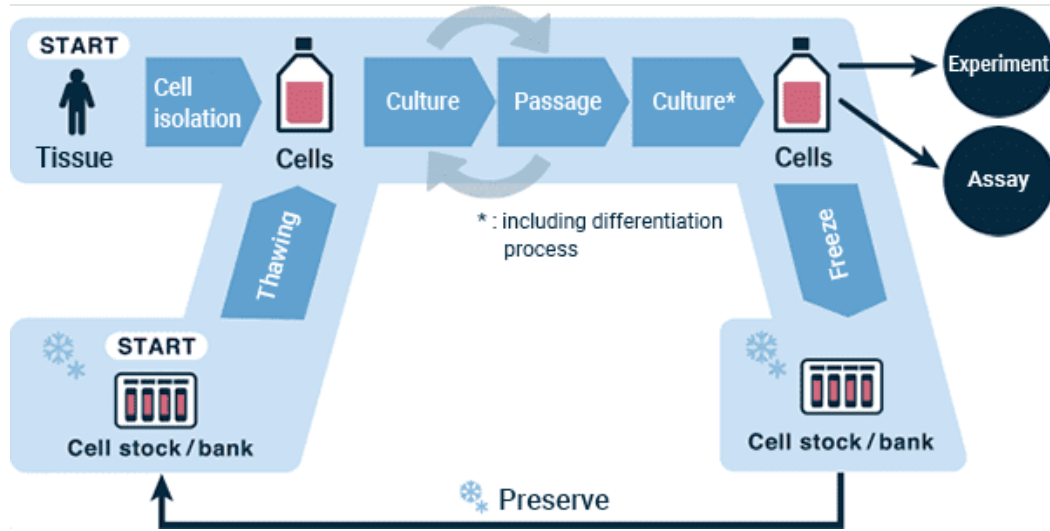 START
Tissue
Cell
isolation
Cells
Culture
Passage
Culture*
Cells
Experiment
Assay
* : including differentiation
process
Thawing
Freeze
START
Cell stock / bank
Cell stock / bank
Preserve